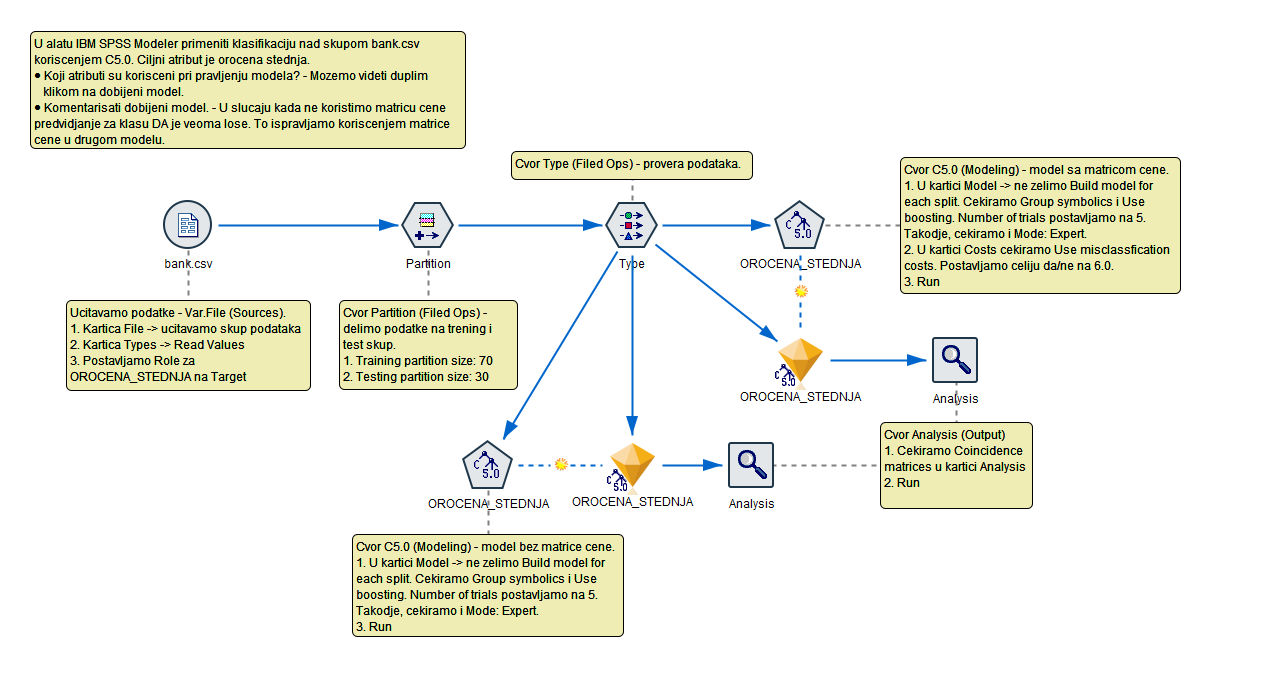 U alatu IBM SPSS Modeler primeniti klasifikaciju nad skupom bank.csv
koriscenjem C5.0. Ciljni atribut je orocena stednja.
● Koji atributi su korisceni pri pravljenju modela? - Mozemo videti duplim
klikom na dobijeni model.
● Komentarisati dobijeni model. - U slucaju kada ne koristimo matricu cene
predvidjanje za klasu DA je veoma lose. To ispravljamo koriscenjem matrice
cene u drugom modelu.
Cvor Type (Filed Ops) - provera podataka.
Cvor C5.0 (Modeling) - model sa matricom cene.
1. U kartici Model -> ne zelimo Build model for
each split. Cekiramo Group symbolics i Use
boosting. Number of trials postavljamo na 5.
Takodje, cekiramo i Mode: Expert.
2. U kartici Costs cekiramo Use misclassfication
costs. Postavljamo celiju da/ne na 6.0.
3. Run
bank.csv
Partition
Type
C 5.0
OROCENA_STEDNJA
Ucitavamo podatke - Var.File (Sources).
1. Kartica File -> ucitavamo skup podataka
2. Kartica Types -> Read Values
3. Postavljamo Role za
OROCENA_STEDNJA na Target
Cvor Partition (Filed Ops) -
delimo podatke na trening i
test skup.
1. Training partition size: 70
2. Testing partition size: 30
C 5.0
OROCENA_STEDNJA
Analysis
Cvor Analysis (Output)
1. Cekiramo Coincidence
matrices u kartici Analysis
2. Run
C 5.0
OROCENA_STEDNJA
C 5.0
OROCENA_STEDNJA
Analysis
Cvor C5.0 (Modeling) - model bez matrice cene.
1. U kartici Model -> ne zelimo Build model for
each split. Cekiramo Group symbolics i Use
boosting. Number of trials postavljamo na 5.
Takodje, cekiramo i Mode: Expert.
3. Run